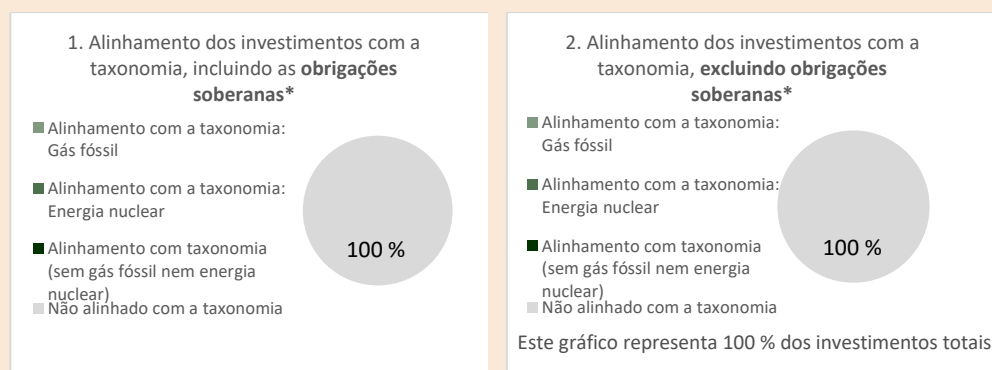 1. Alinhamento dos investimentos com a
taxonomia, incluindo as obrigações
soberanas*
Alinhamento com a taxonomia:
Gás fóssil
Alinhamento com a taxonomia:
Energia nuclear
Alinhamento com taxonomia
(sem gás fóssil nem energia
nuclear)
Não alinhado com a taxonomia
100 %
2. Alinhamento dos investimentos com a
taxonomia, excluindo obrigações
soberanas*
Alinhamento com a taxonomia:
Gás fóssil
Alinhamento com a taxonomia:
Energia nuclear
Alinhamento com taxonomia
(sem gás fóssil nem energia
nuclear)
Não alinhado com a taxonomia
100 %
Este gráfico representa 100 % dos investimentos totais